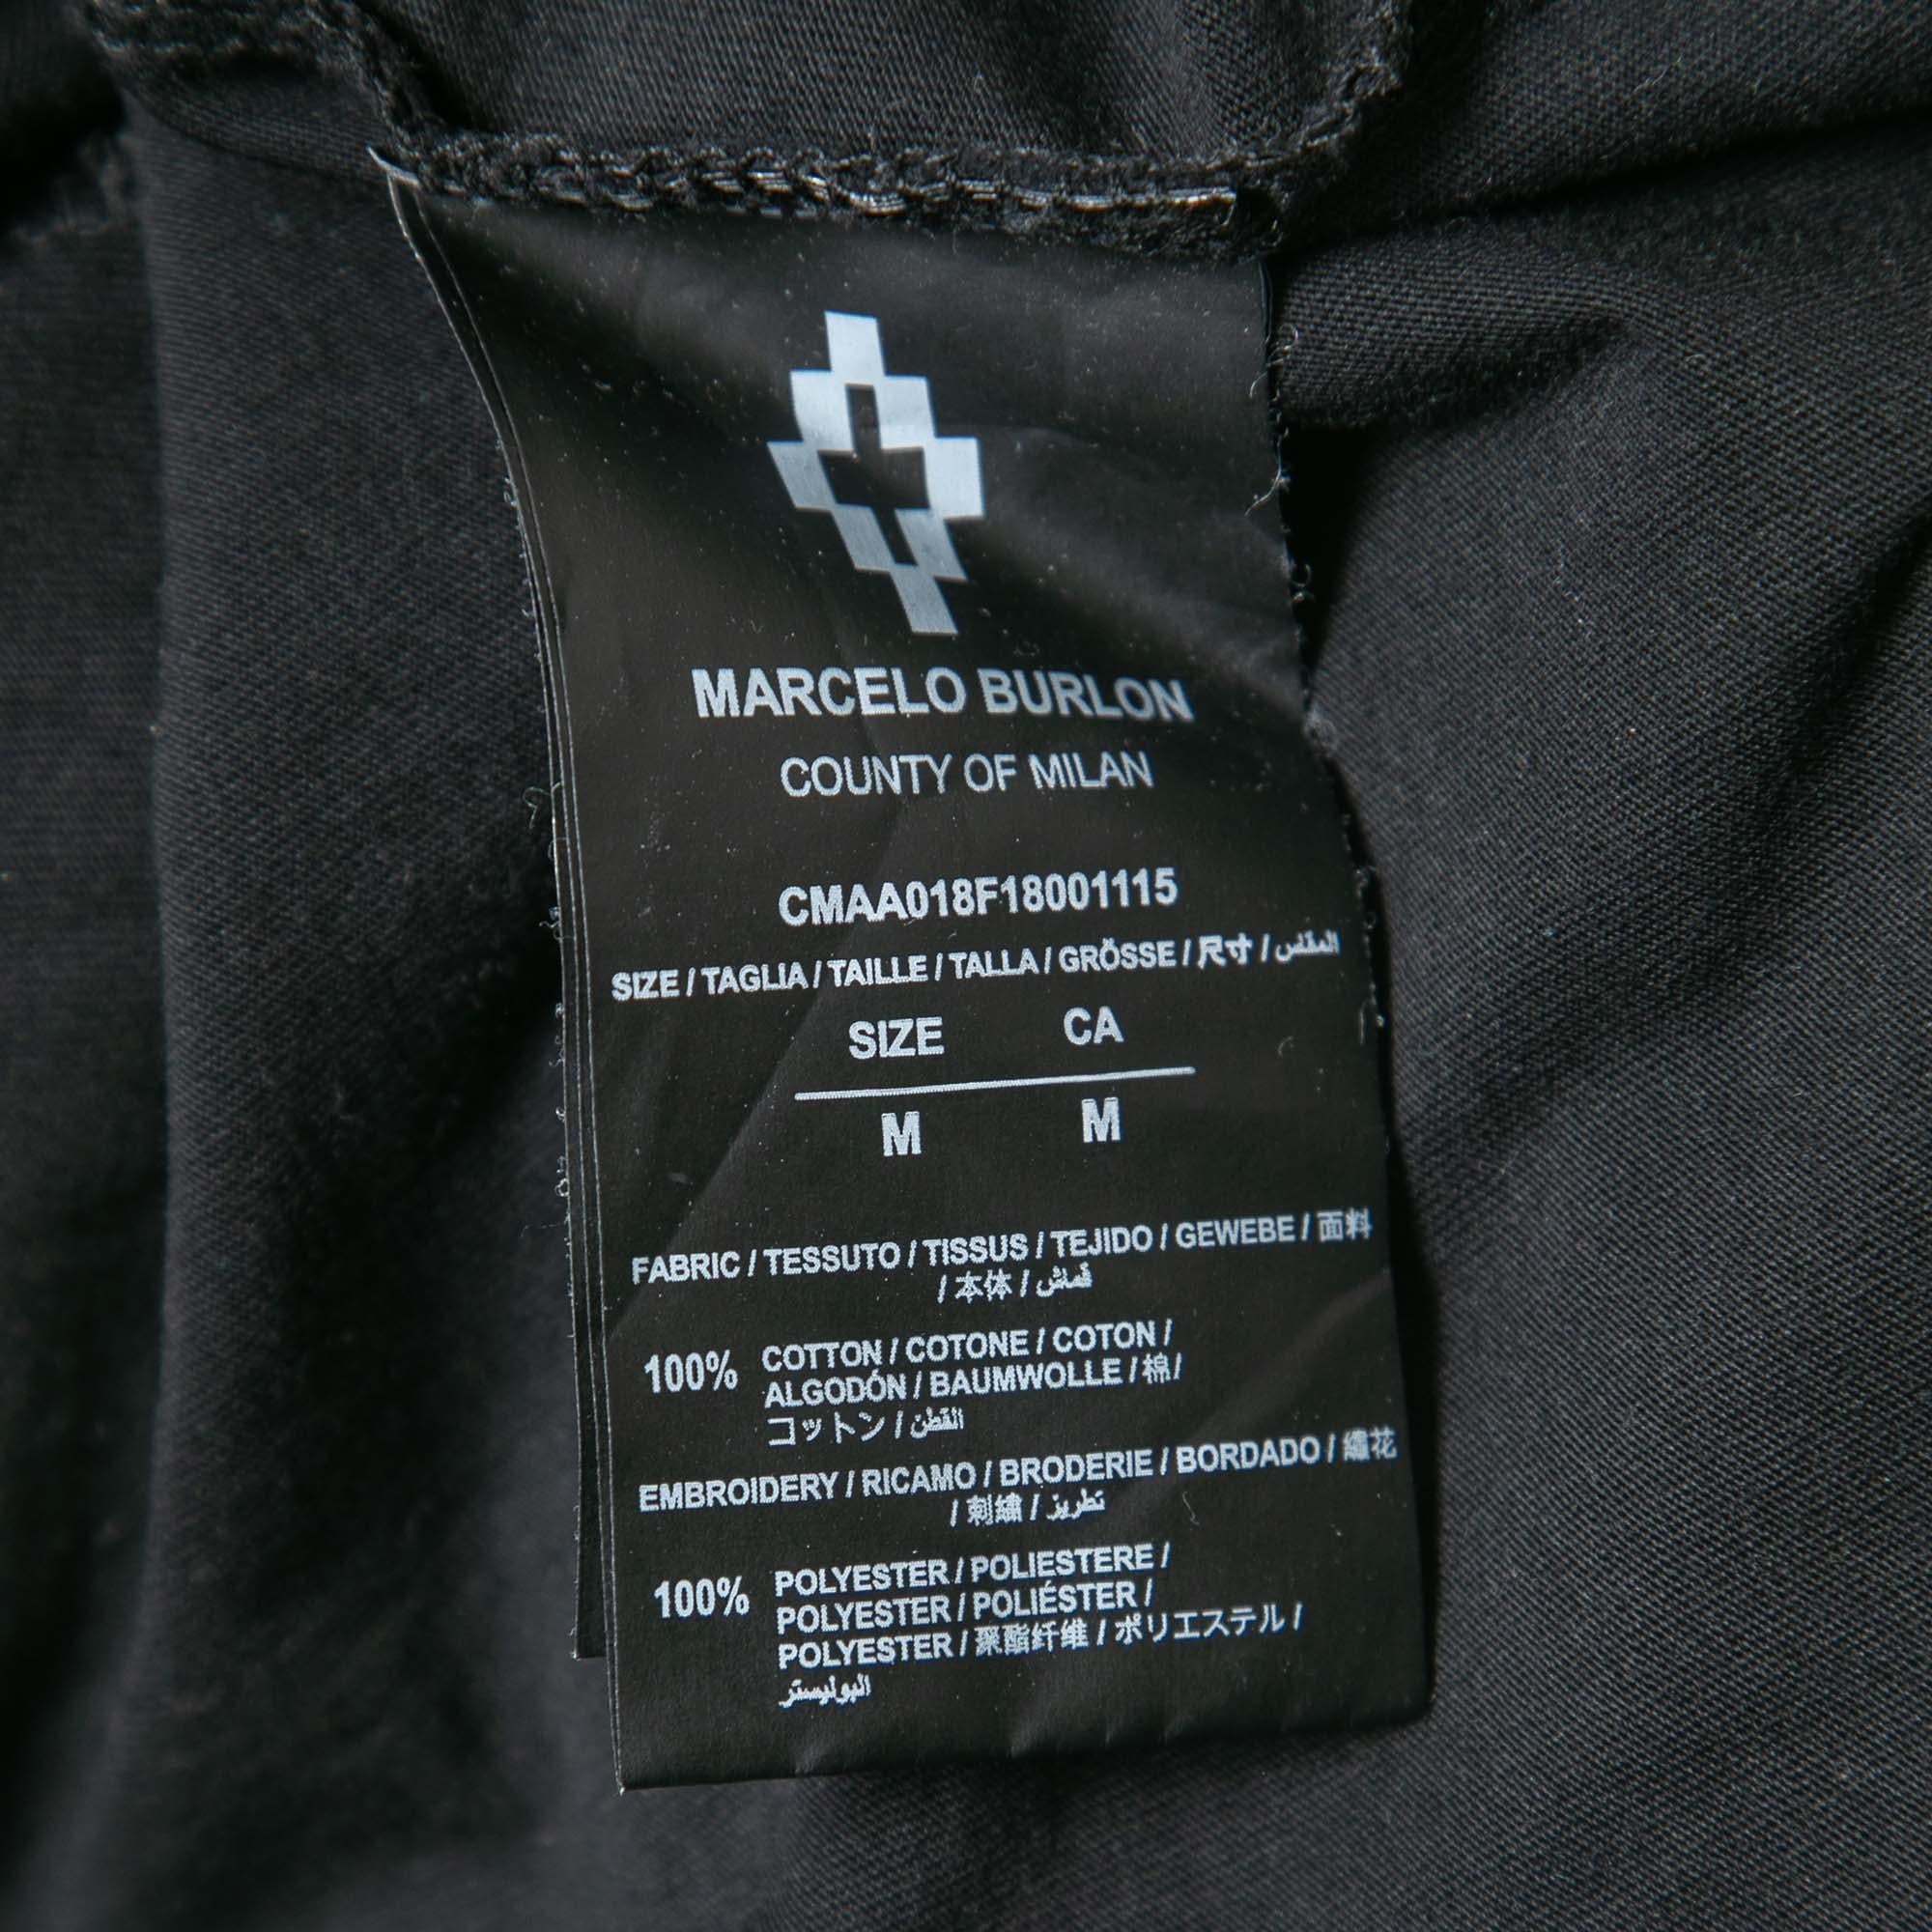 MARCELO BURLON
COUNTY OF MILAN
CMAA018F18001115
SIZE / TAGLIA / TAILLE / TALLA / GRÖSSE / 尺寸 / المقاس
SIZE CA
M M
FABRIC / TESSUTO / TISSUS / TEJIDO / GEWEBE / 面料
/ 本体 / قماش
100% COTTON / COTONE / COTON /
ALGODÓN / BAUMWOLLE / 棉 /
コットン / القطن
EMBROIDERY / RICAMO / BRODERIE / BORDADO / 繡花
/ 刺繍 / تطريز
100% POLYESTER / POLIESTERE /
POLYESTER / POLIÉSTER /
POLYESTER / 聚酯纤维 / ポリエステル /
البوليستر